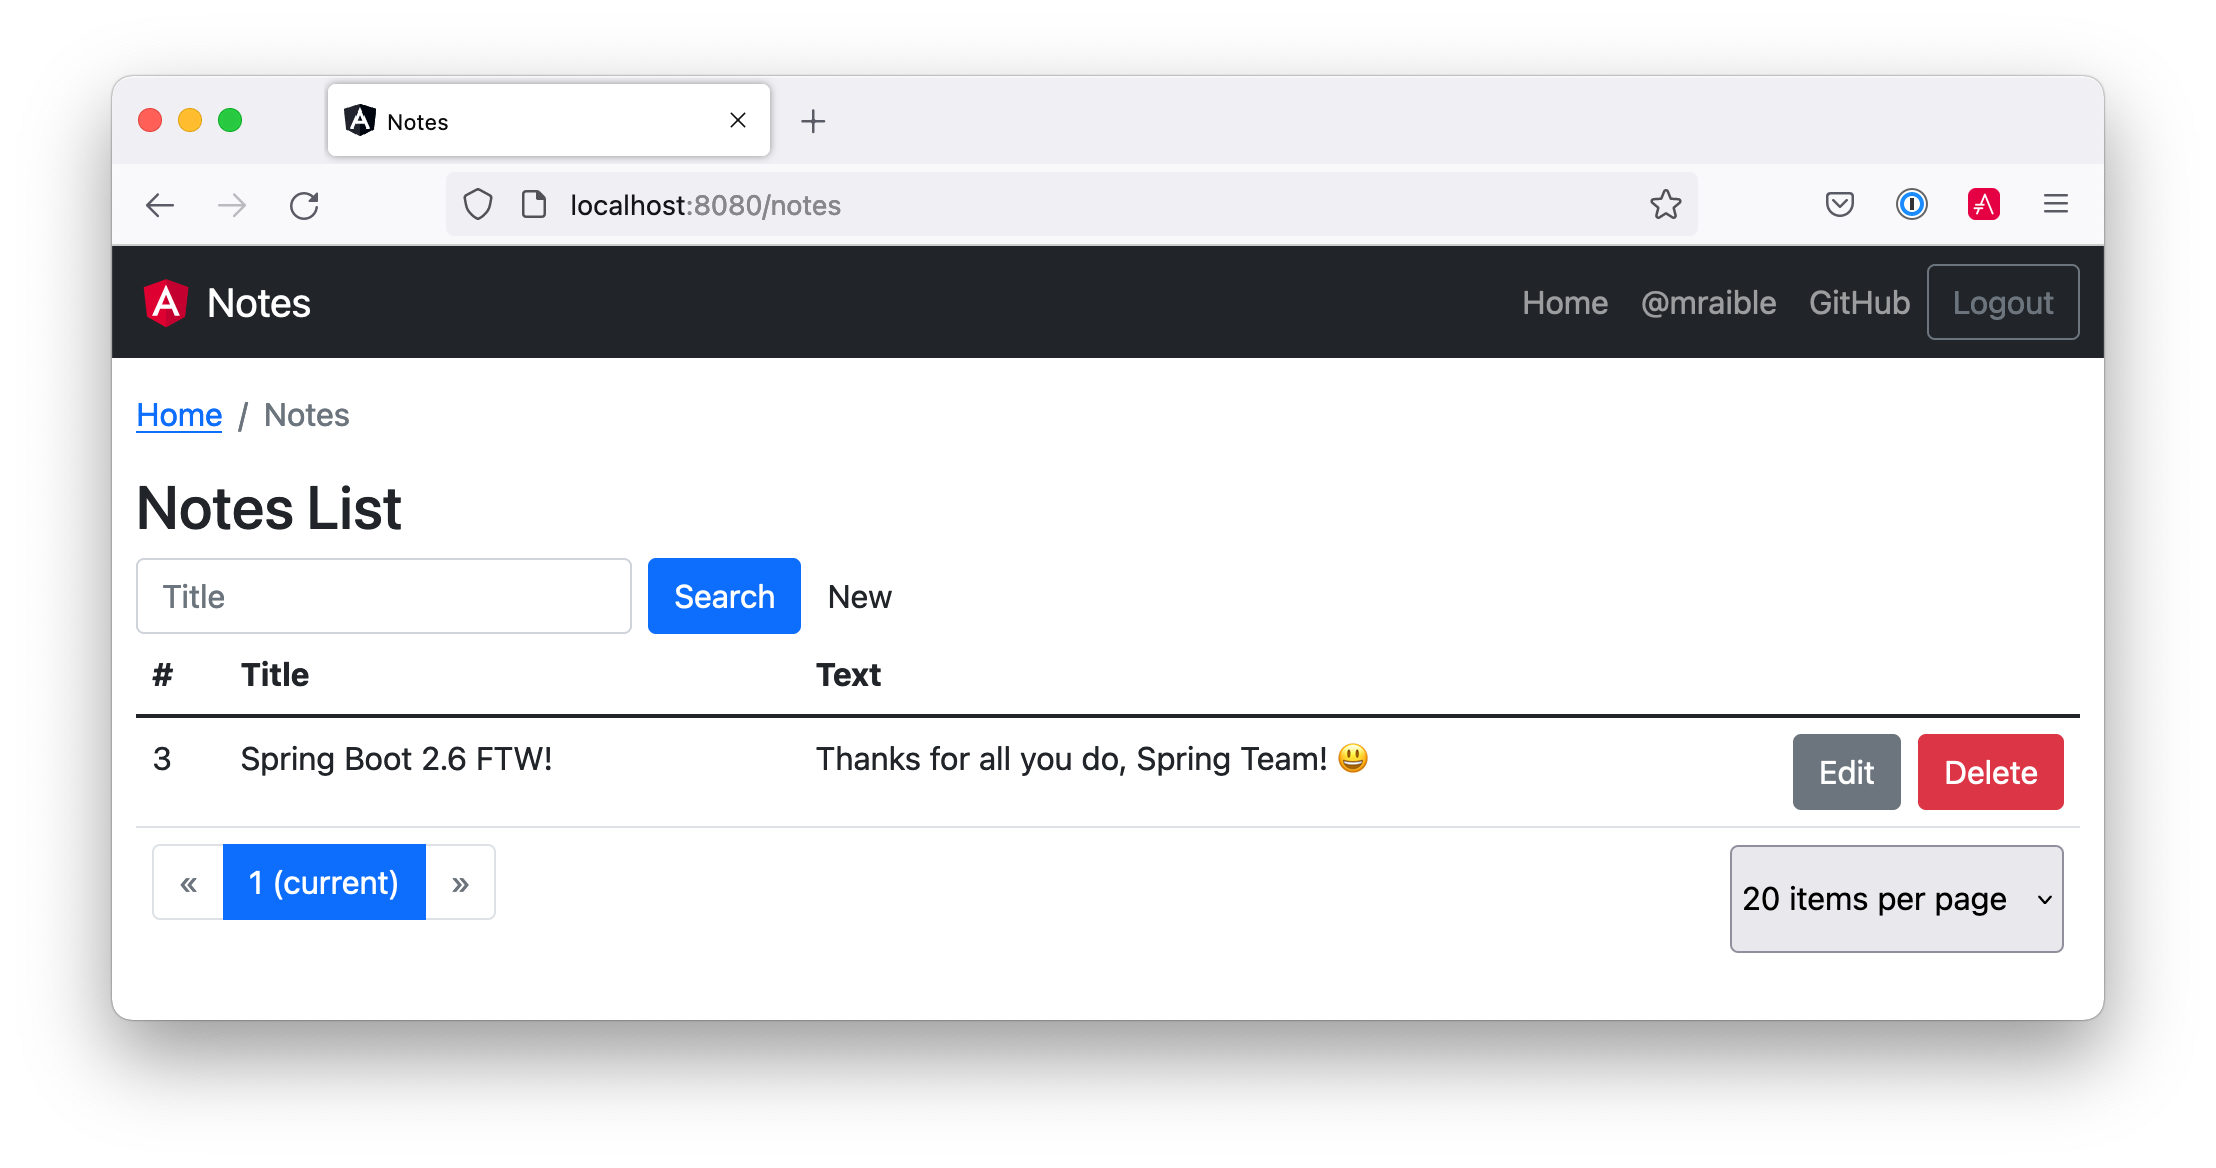 Notes
localhost:8080/notes
Notes Home @mraible GitHub Logout
Home / Notes
Notes List
Title Search New
# Title Text
3 Spring Boot 2.6 FTW! Thanks for all you do, Spring Team! 😃 Edit Delete
« 1 (current) » 20 items per page